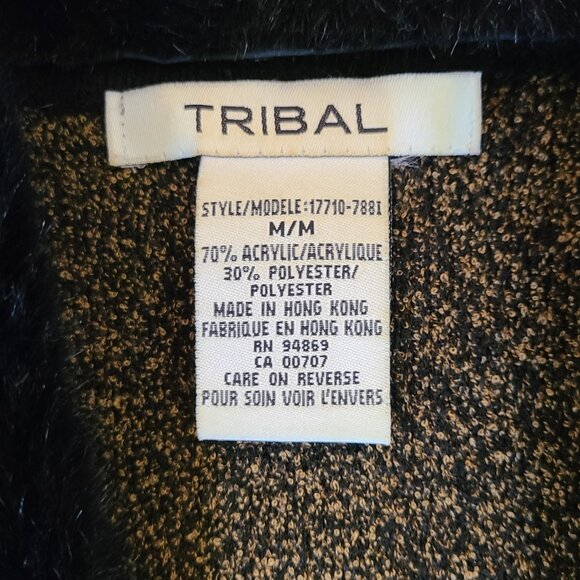 TRIBAL
STYLE/MODELE:17710-788I
M/M
70% ACRYLIC/ACRYLIQUE
30% POLYESTER/
POLYESTER
MADE IN HONG KONG
FABRIQUE EN HONG KONG
RN 94869
CA 00707
CARE ON REVERSE
POUR SOIN VOIR L'ENVERS